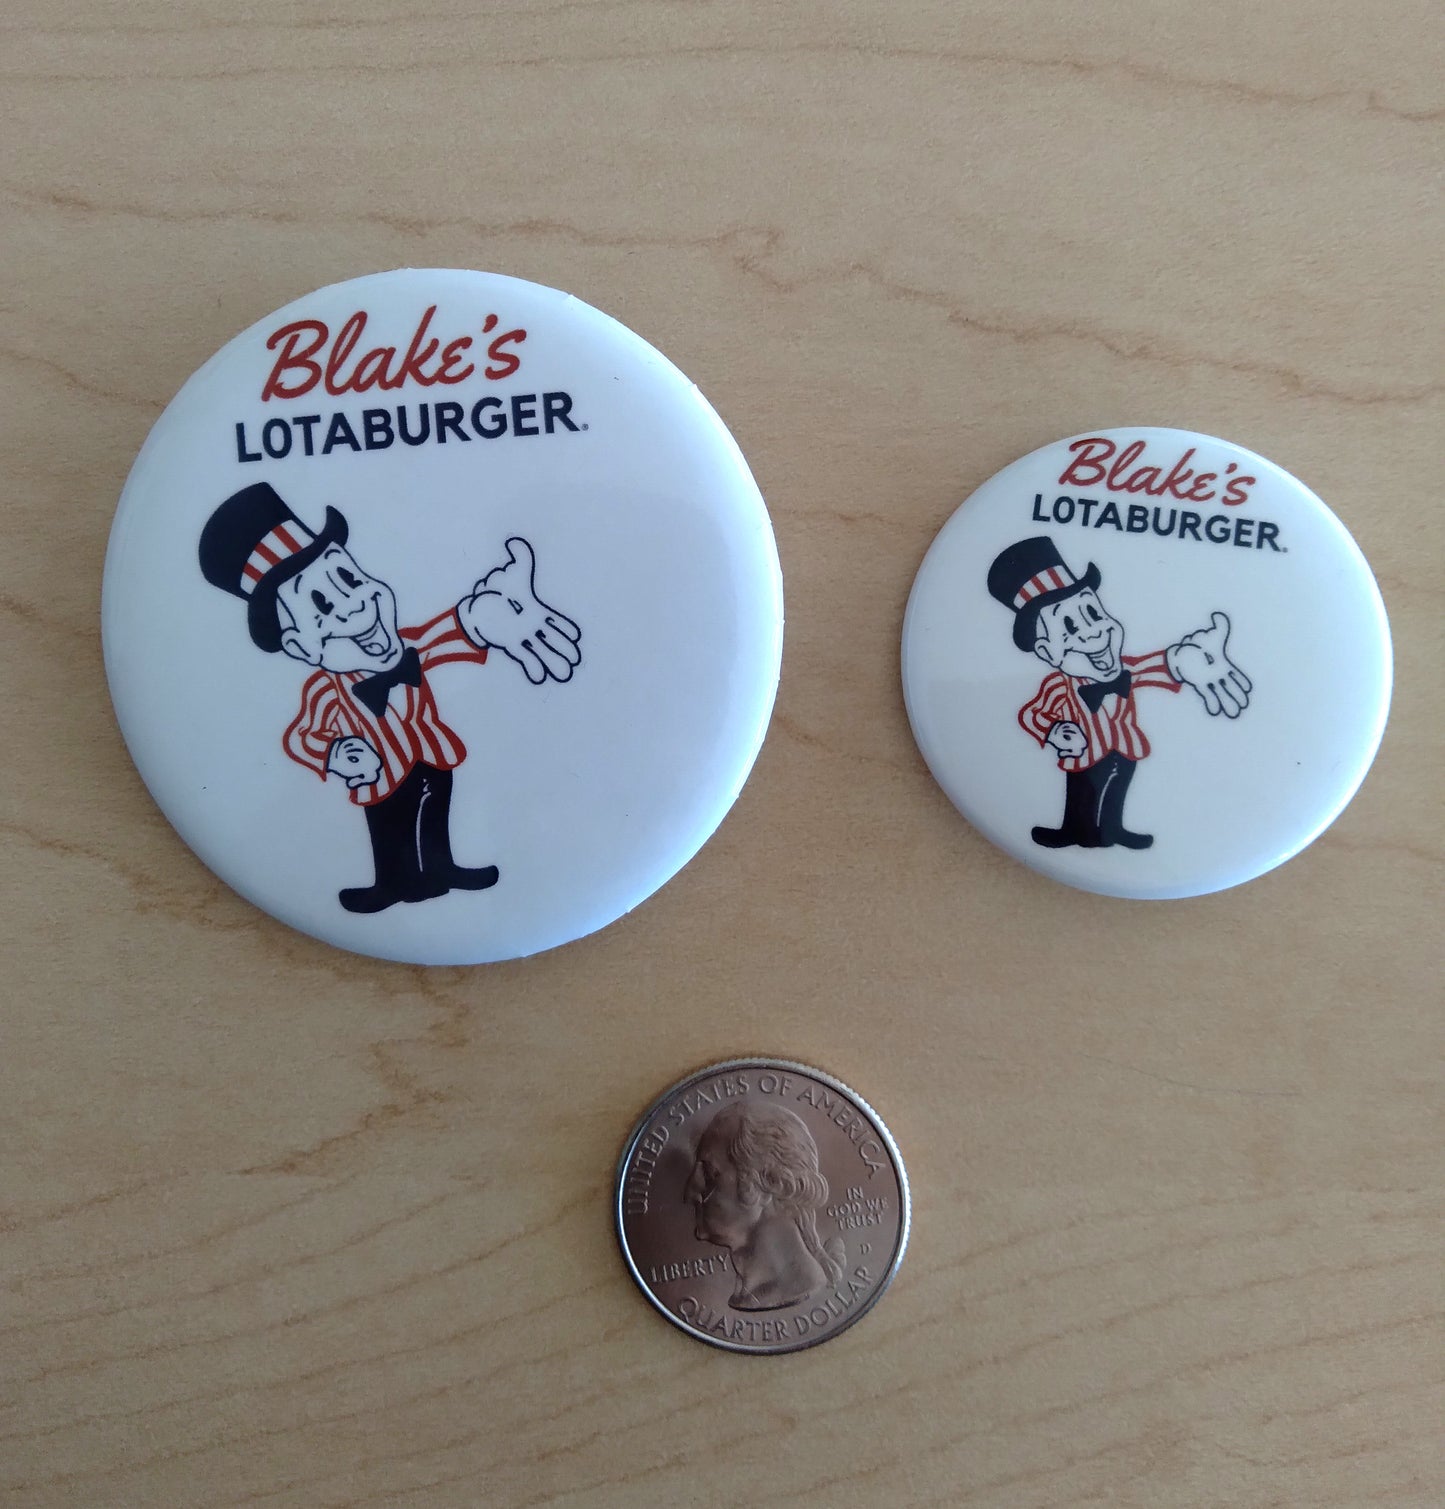 Blake's
LOTABURGER®
Blake's
LOTABURGER®
UNITED STATES OF AMERICA
IN
GOD WE
TRUST
D
LIBERTY
QUARTER DOLLAR